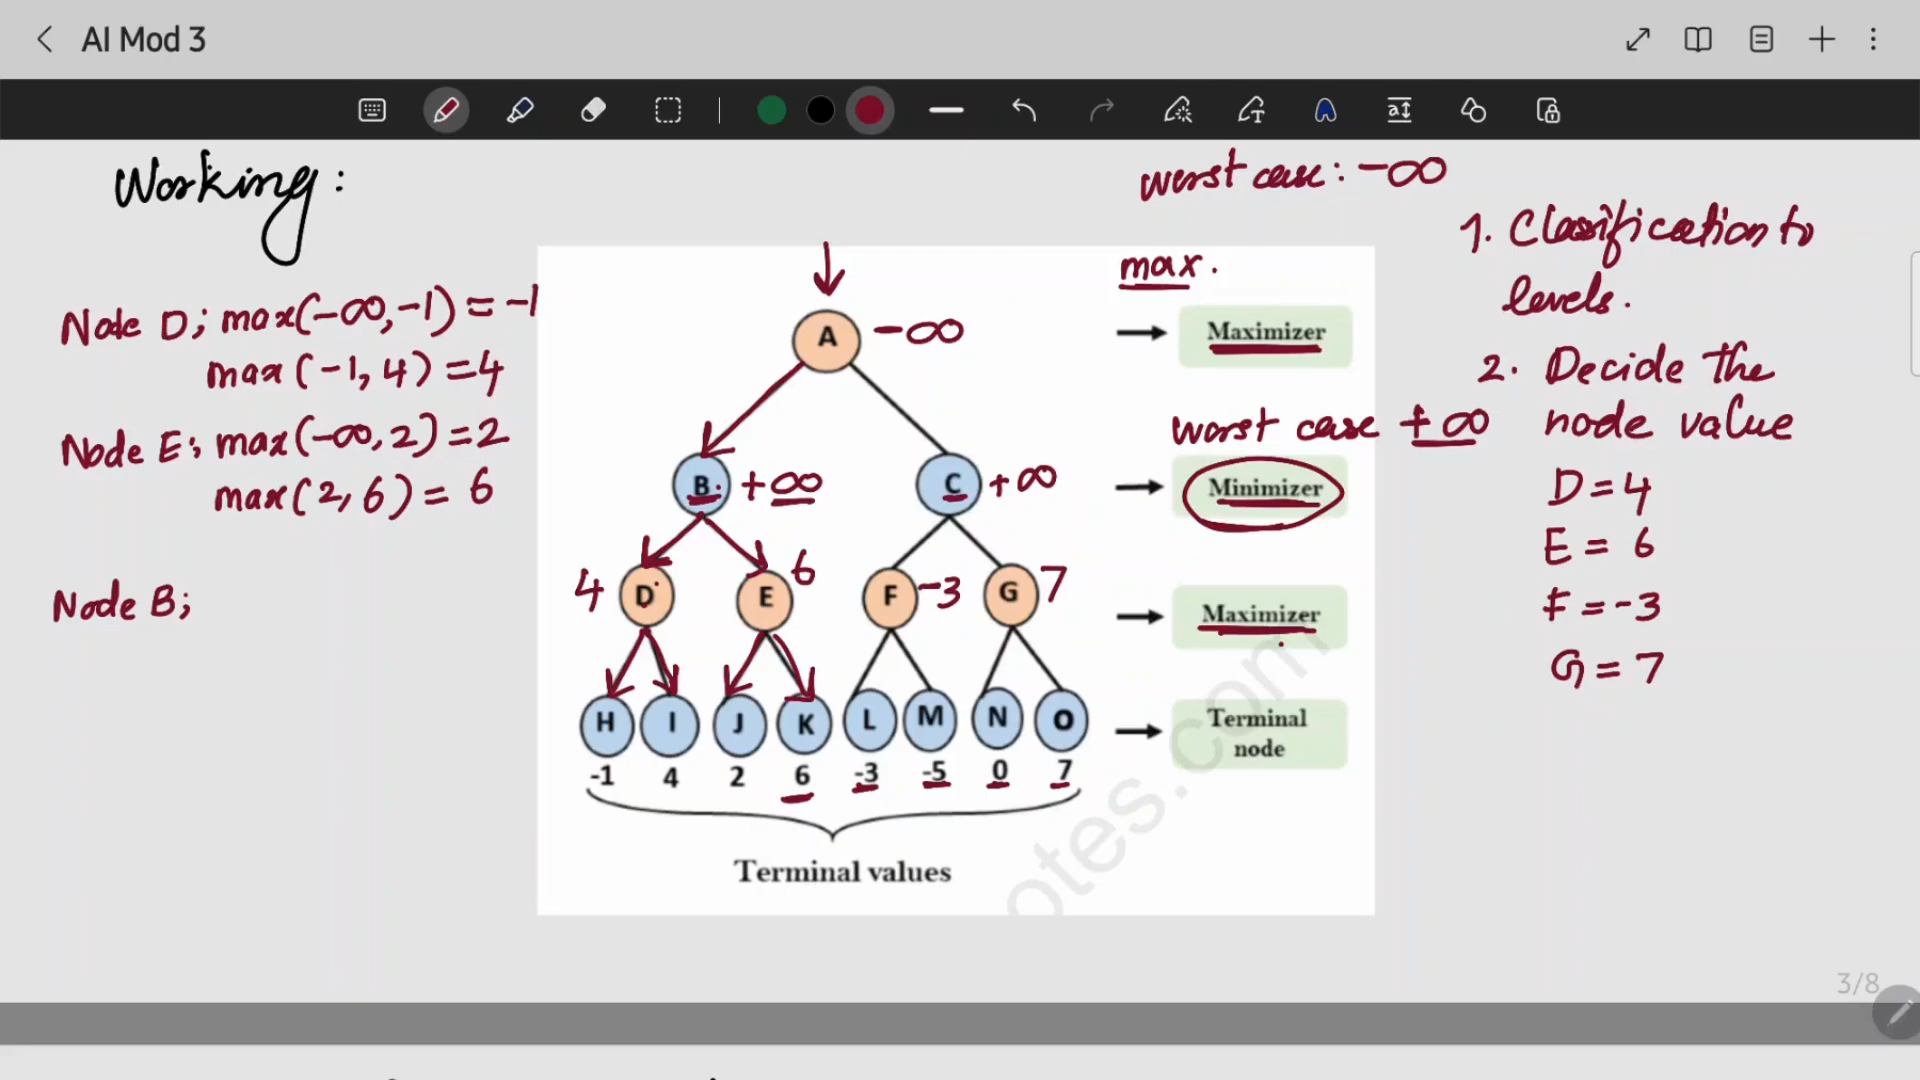 AI Mod 3
Working:
worst case: -∞
1. Classification to
levels.
max.
Node D; max(-∞, -1) = -1
max (-1, 4) = 4
A -∞
Maximizer
2. Decide the
node value
Node E; max(-∞, 2) = 2
max(2, 6) = 6
worst case +∞
B. +∞
C +∞
Minimizer
D = 4
E = 6
F = -3
G = 7
Node B;
4 D
E 6
F -3
G 7
Maximizer
H I J K L M N O
-1 4 2 6 -3 -5 0 7
Terminal
node
Terminal values
otes.com
3/8